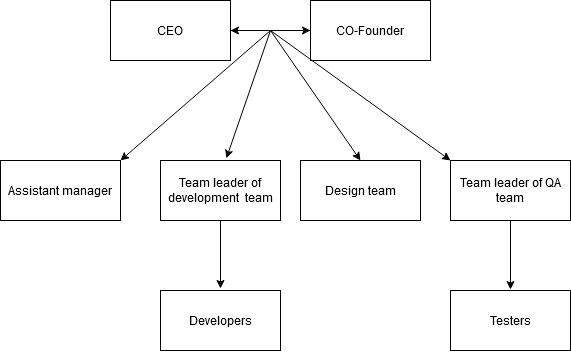 CEO
CO-Founder
Assistant manager
Team leader of
development team
Design team
Team leader of QA
team
Developers
Testers